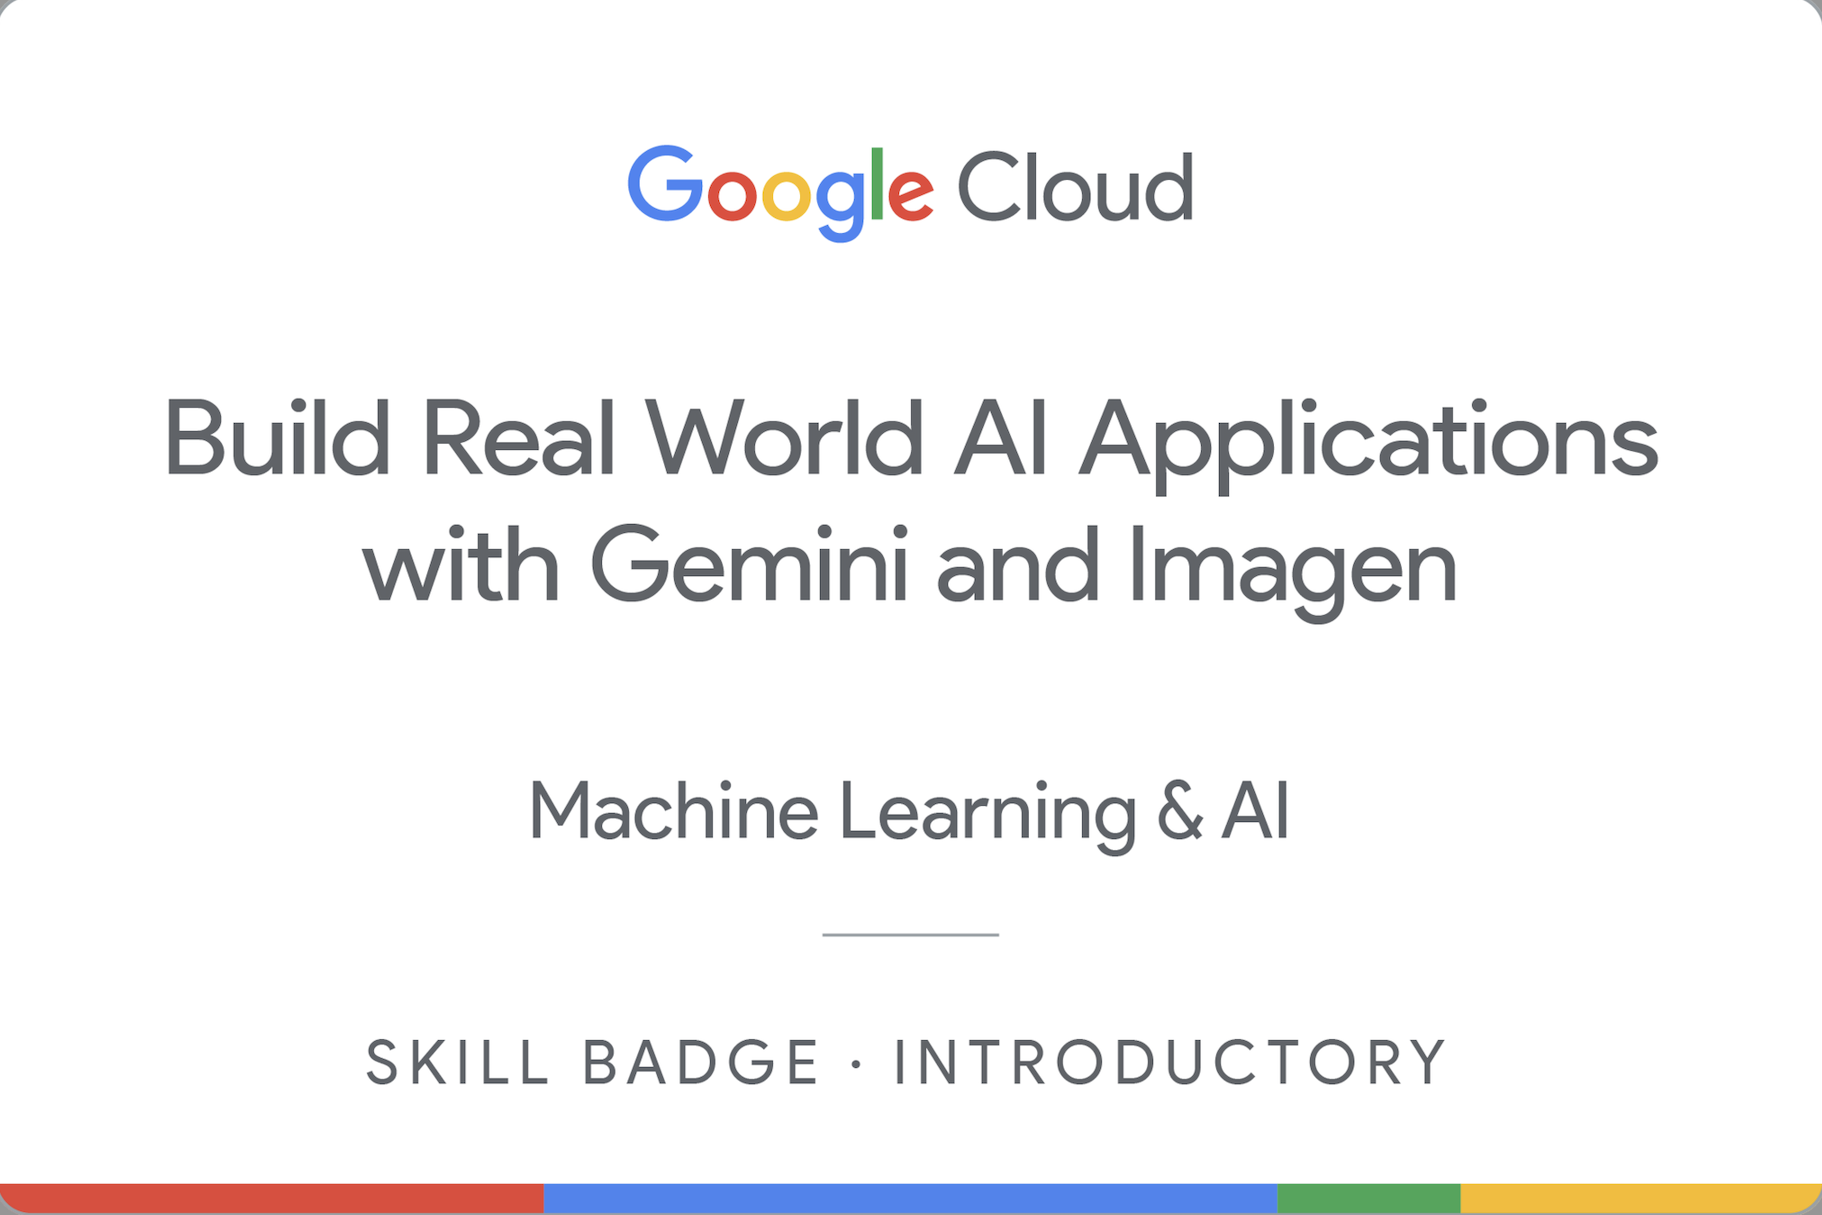 Google Cloud
Build Real World AI Applications
with Gemini and Imagen
Machine Learning & AI
SKILL BADGE · INTRODUCTORY